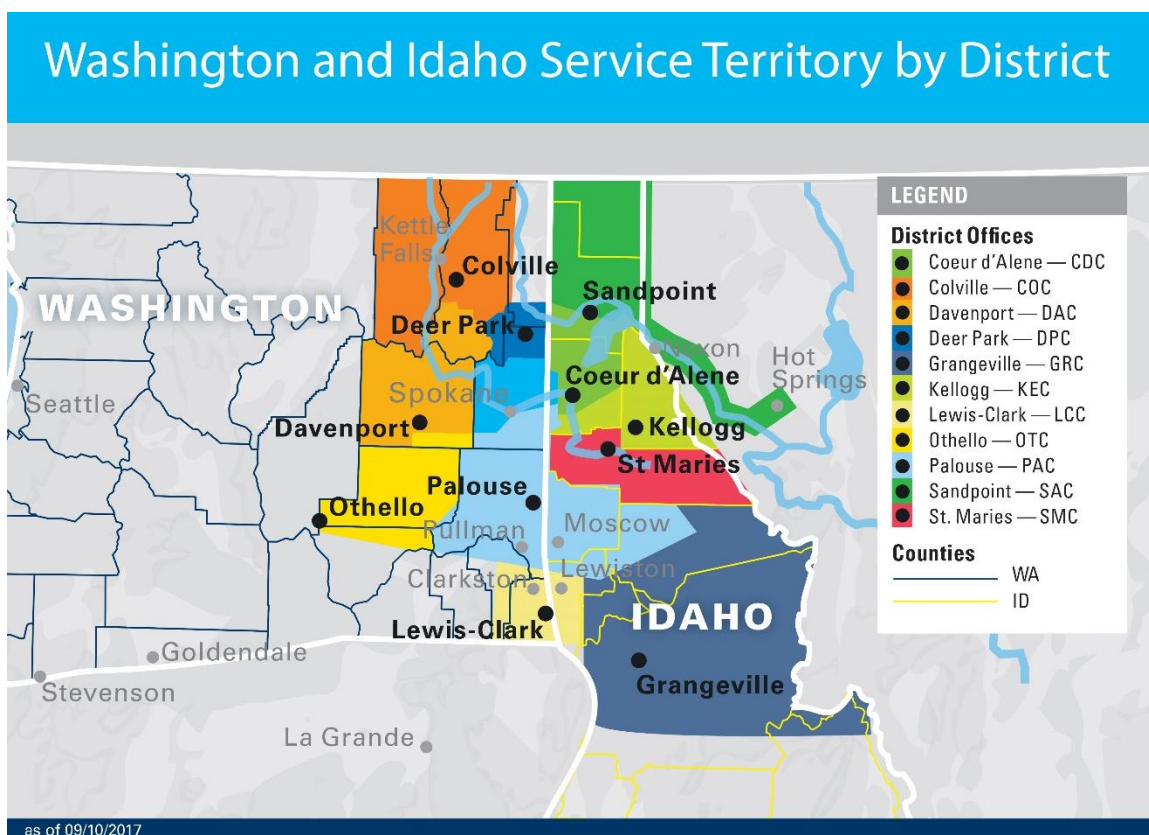 Washington and Idaho Service Territory by District
Kettle
Falls
Colville
WASHINGTON
Sandpoint
Deer Park
Noxon
Hot
Springs
Coeur d'Alene
Spokane
Seattle
Davenport
Kellogg
St Maries
Palouse
Othello
Pullman
Moscow
Clarkston
Lewiston
IDAHO
Lewis-Clark
Goldendale
Stevenson
Grangeville
La Grande
LEGEND
District Offices
Coeur d'Alene — CDC
Colville — COC
Davenport — DAC
Deer Park — DPC
Grangeville — GRC
Kellogg — KEC
Lewis-Clark — LCC
Othello — OTC
Palouse — PAC
Sandpoint — SAC
St. Maries — SMC
Counties
WA
ID
as of 09/10/2017